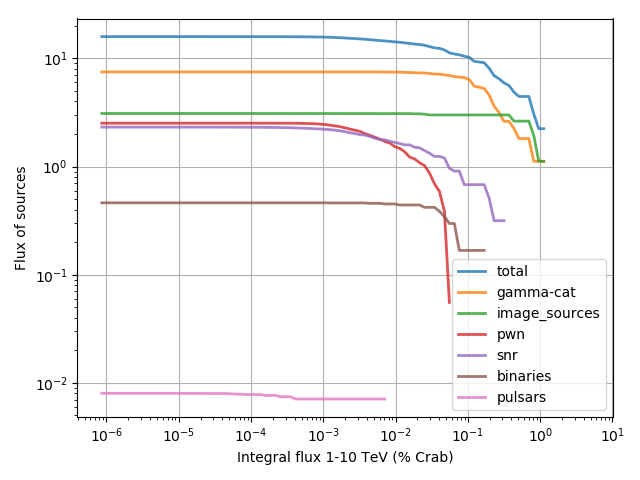 Flux of sources
10¹
10⁰
10⁻¹
10⁻²
total
gamma-cat
image_sources
pwn
snr
binaries
pulsars
10⁻⁶ 10⁻⁵ 10⁻⁴ 10⁻³ 10⁻² 10⁻¹ 10⁰ 10¹
Integral flux 1-10 TeV (% Crab)